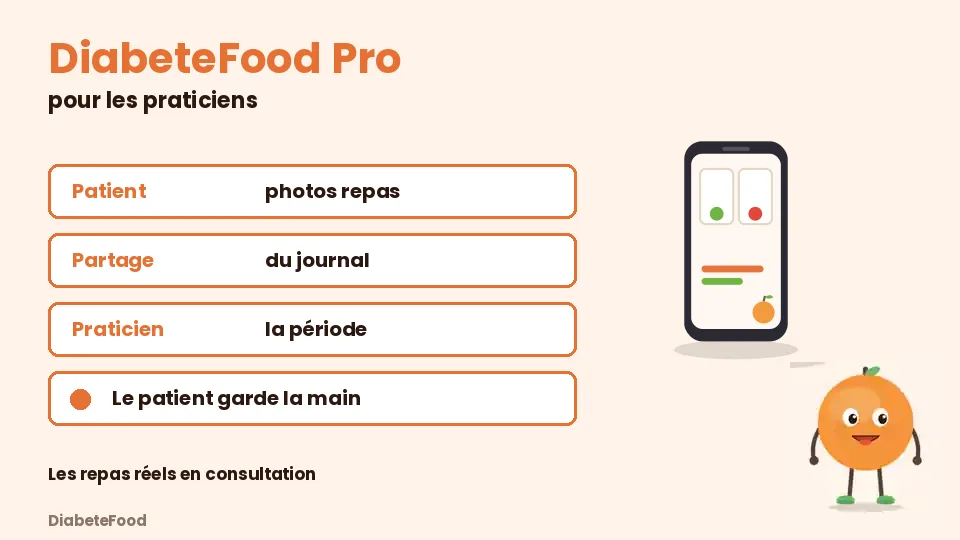 DiabeteFood Pro
pour les praticiens
Patient photos repas
Partage du journal
Praticien la période
Le patient garde la main
Les repas réels en consultation
DiabeteFood